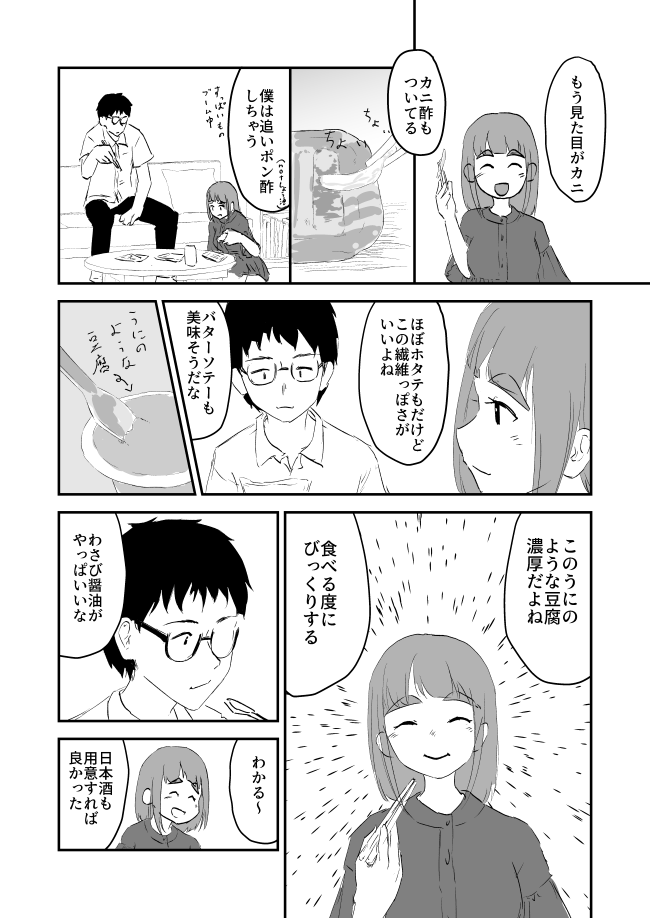 もう見た目がカニ
カニ酢も
ついてる
ちょい
ちょい
僕は追いポン酢
しちゃう
(notしょう油)
すっぱいもの
ブーム中
ほぼホタテもだけど
この繊維っぽさが
いいよね
バターソテーも
美味そうだな
うにの
ような
豆腐
このうにの
ような豆腐
濃厚だよね
食べる度に
びっくりする
わさび醤油が
やっぱいいな
わかる〜
日本酒も
用意すれば
良かった